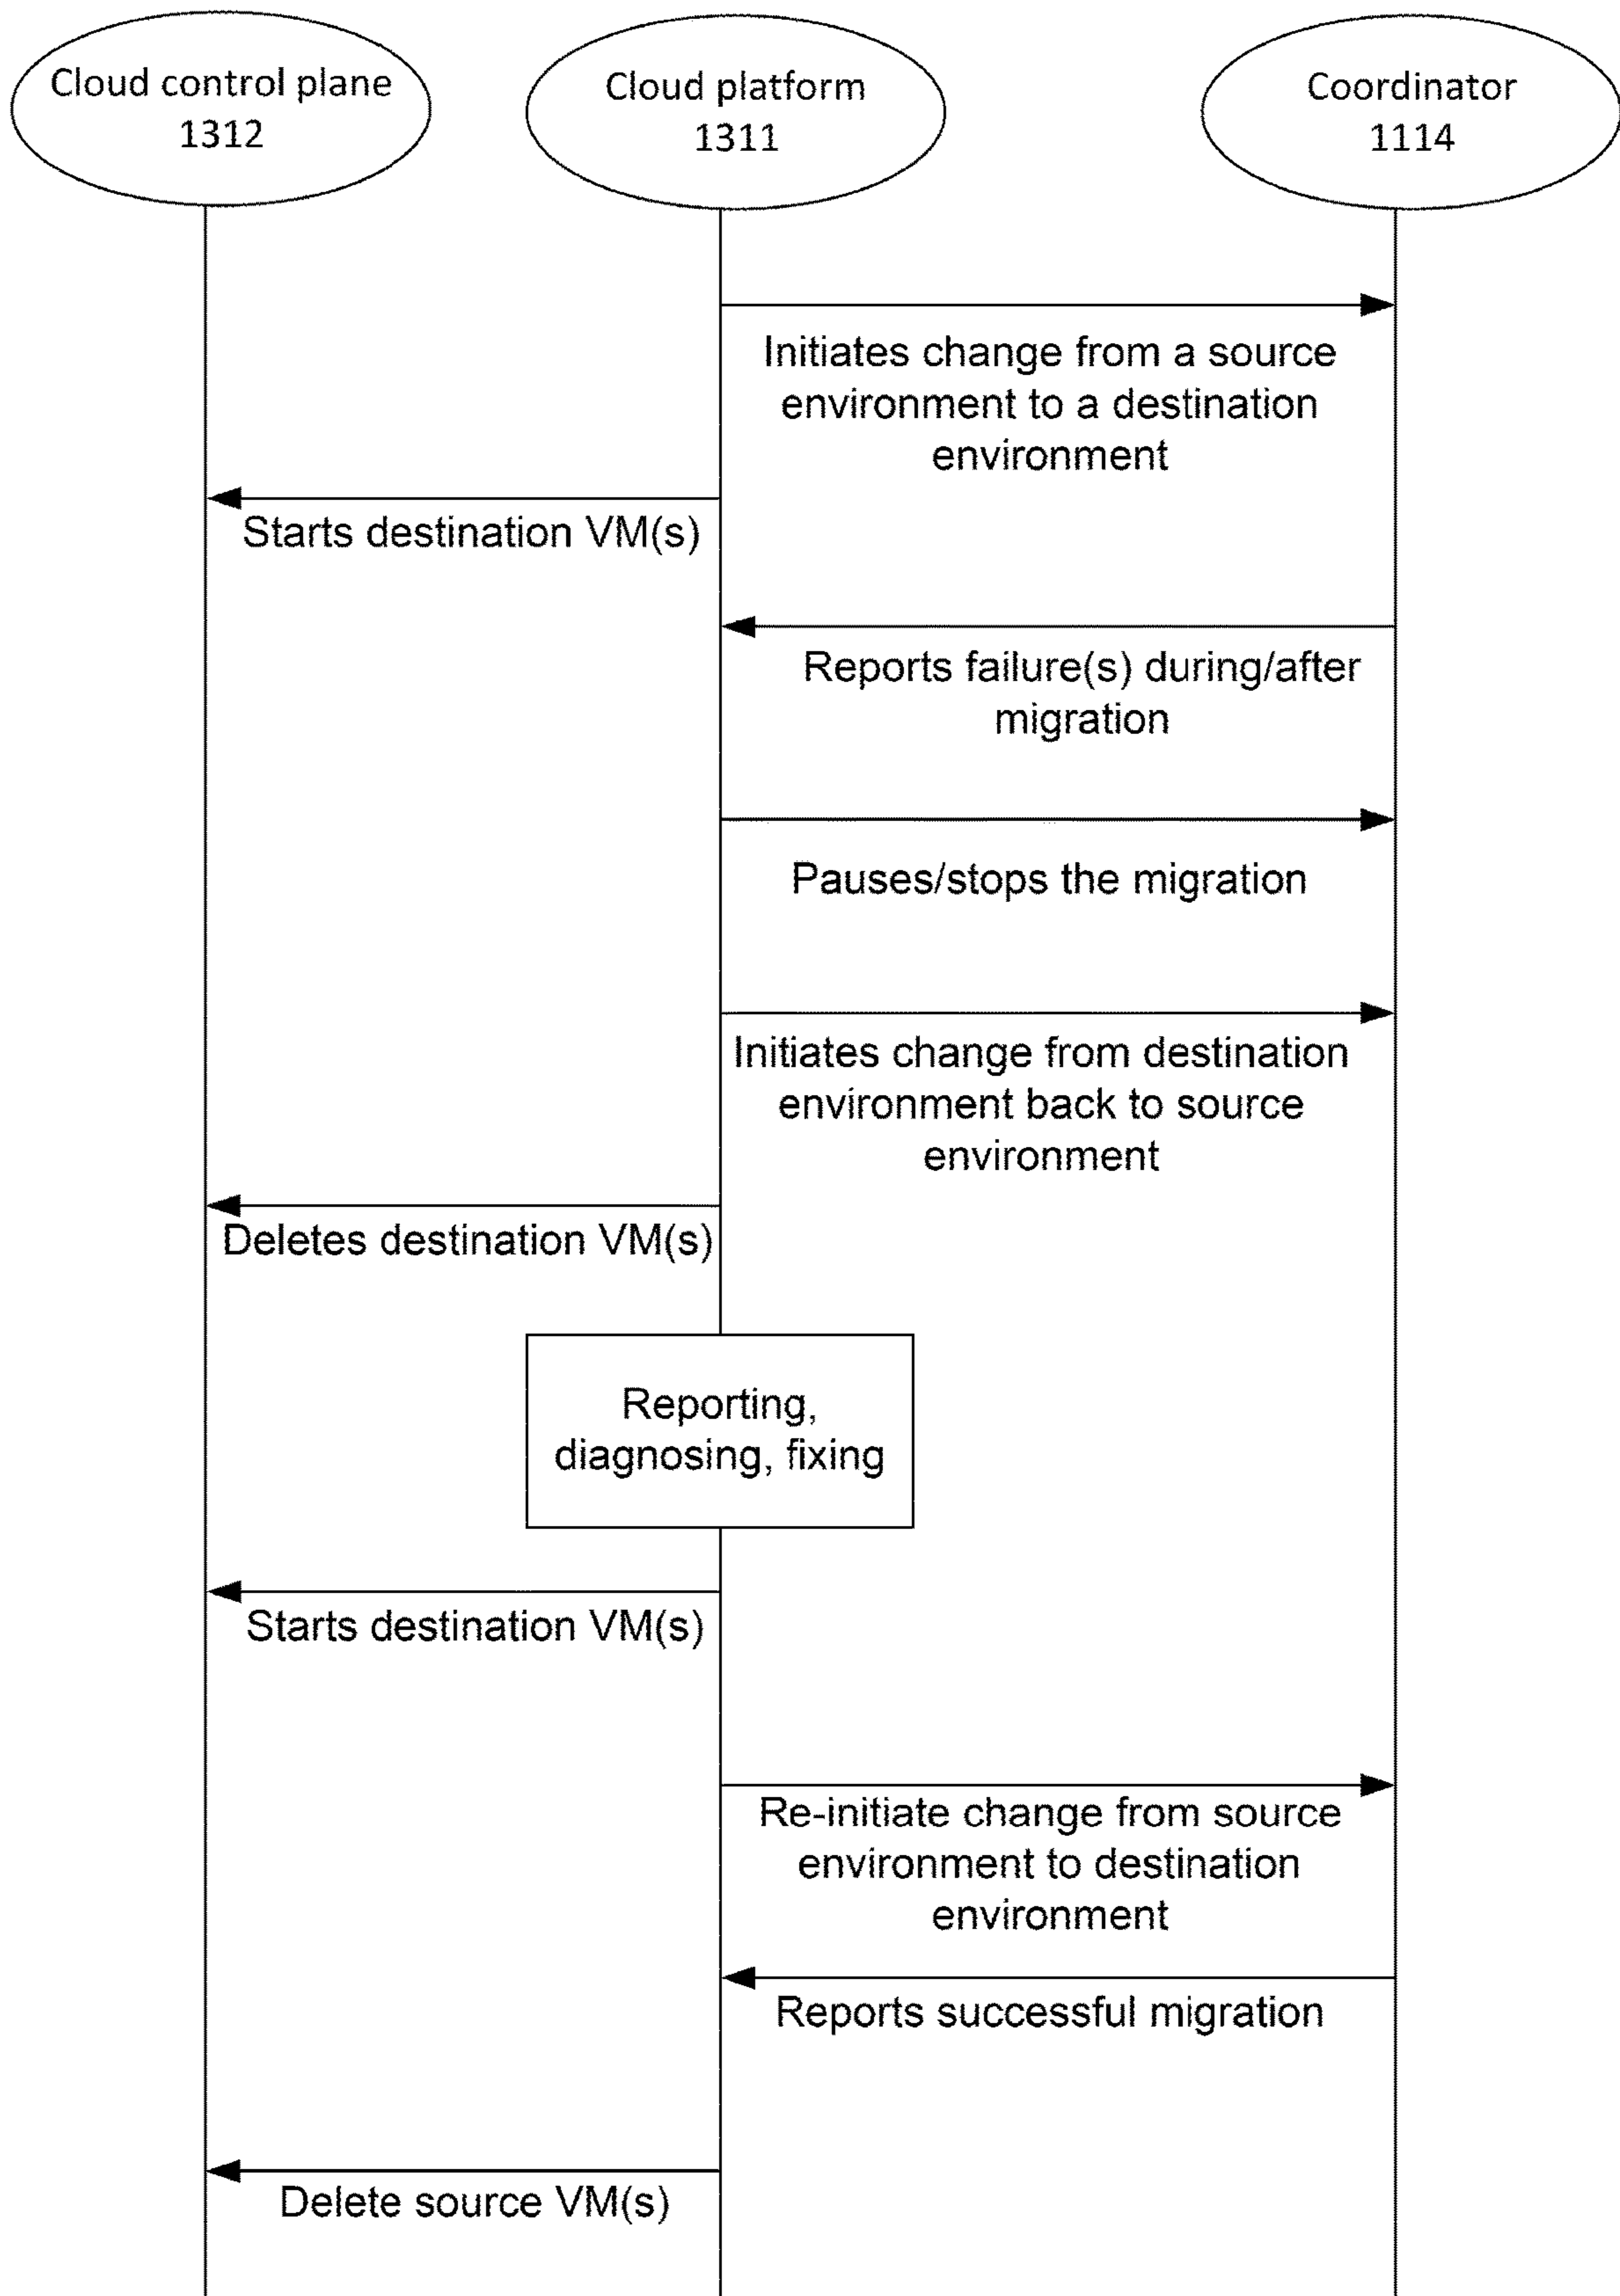 Cloud control plane
1312
Cloud platform
1311
Coordinator
1114
Initiates change from a source
environment to a destination
environment
Starts destination VM(s)
Reports failure(s) during/after
migration
Pauses/stops the migration
Initiates change from destination
environment back to source
environment
Deletes destination VM(s)
Reporting,
diagnosing, fixing
Starts destination VM(s)
Re-initiate change from source
environment to destination
environment
Reports successful migration
Delete source VM(s)